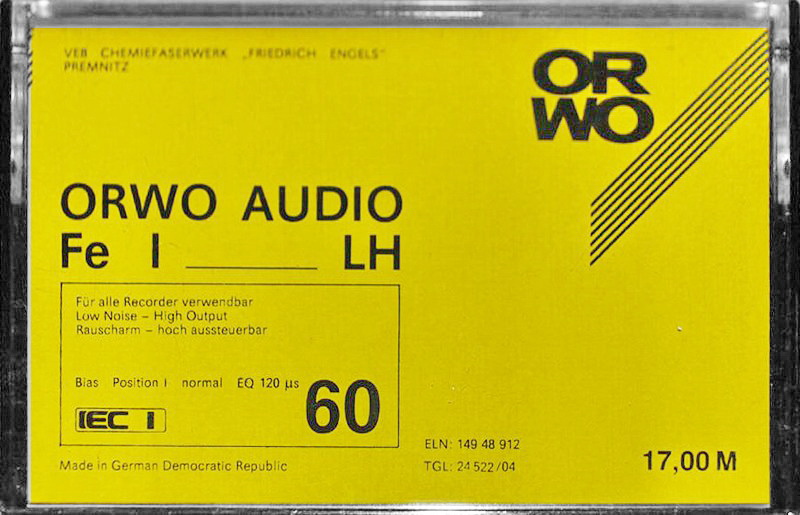 VEB CHEMIEFASERWERK „FRIEDRICH ENGELS“
PREMNITZ
OR
WO
ORWO AUDIO
Fe I ______ LH
Für alle Recorder verwendbar
Low Noise – High Output
Rauscharm – hoch aussteuerbar
Bias Position I normal EQ 120 µs
60
IEC I
Made in German Democratic Republic
ELN: 149 48 912
TGL: 24 522/04
17,00 M